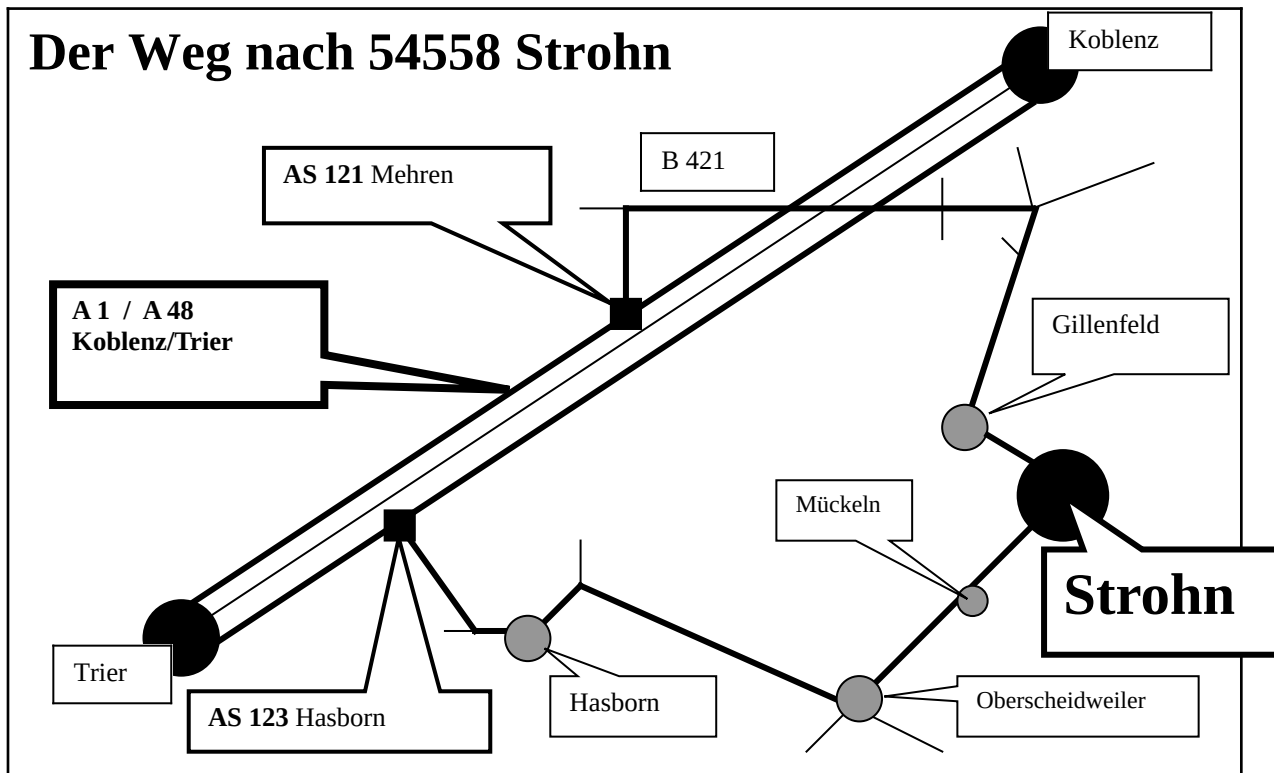 Der Weg nach 54558 Strohn
Koblenz
B 421
AS 121 Mehren
A 1 / A 48
Koblenz/Trier
Gillenfeld
Mückeln
Strohn
Trier
AS 123 Hasborn
Hasborn
Oberscheidweiler